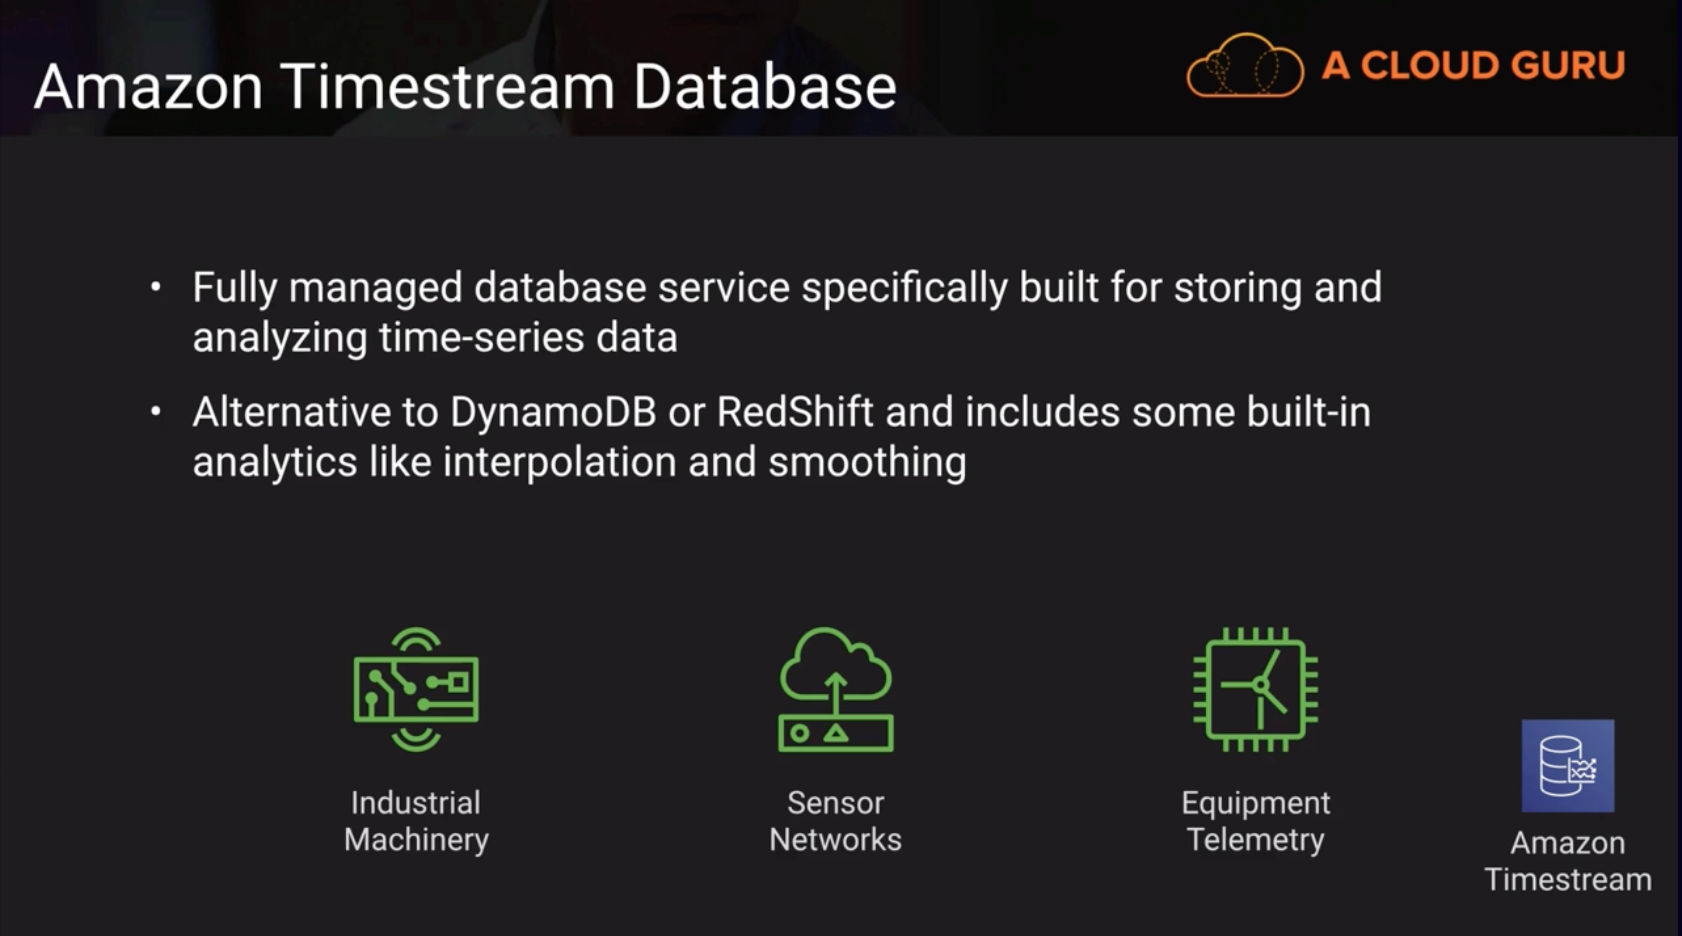 Amazon Timestream Database
A CLOUD GURU
• Fully managed database service specifically built for storing and
analyzing time-series data
• Alternative to DynamoDB or RedShift and includes some built-in
analytics like interpolation and smoothing
Industrial
Machinery
Sensor
Networks
Equipment
Telemetry
Amazon
Timestream